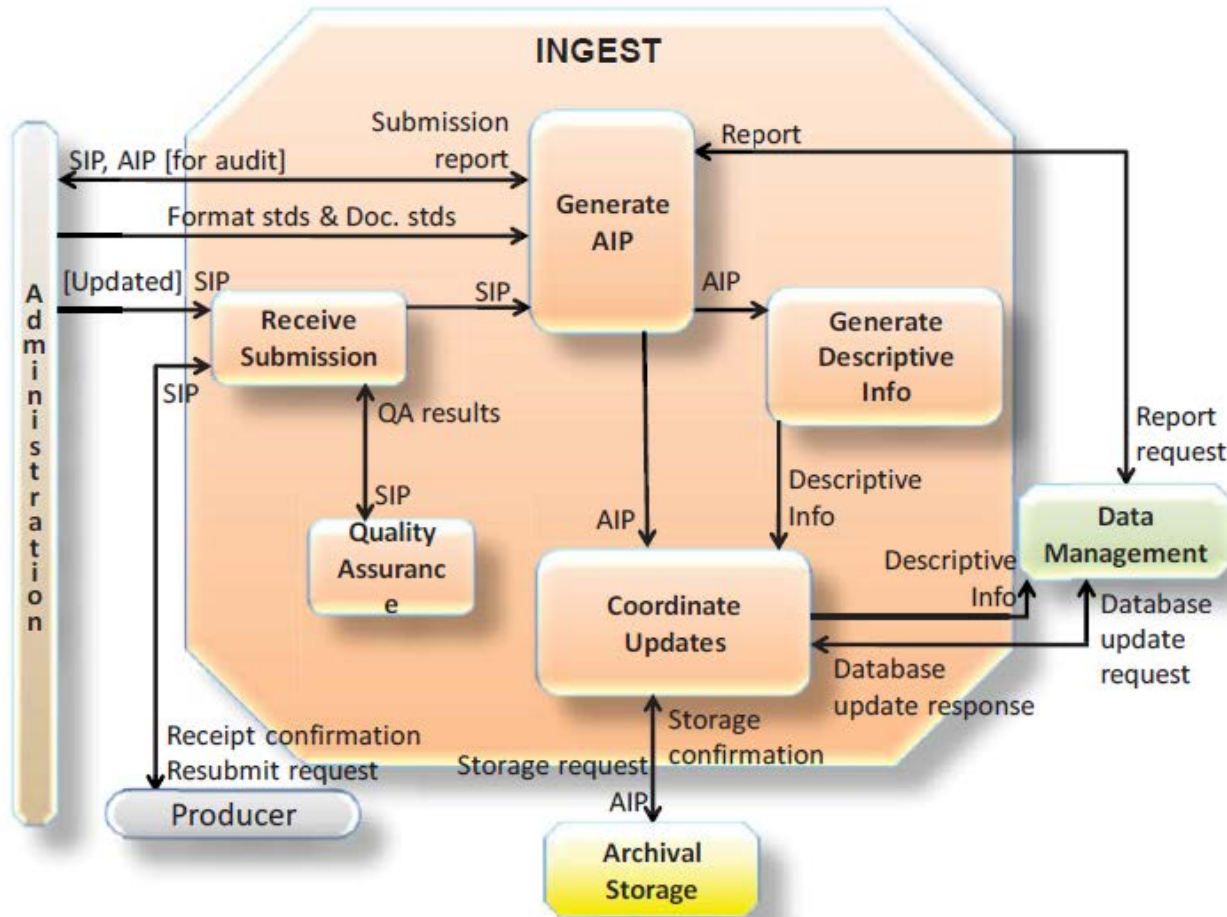 INGEST
Submission
report
Report
SIP, AIP [for audit]
Generate
AIP
Format stds & Doc. stds
[Updated] SIP
SIP
AIP
Administration
Receive
Submission
Generate
Descriptive
Info
SIP
QA results
Report
request
SIP
Descriptive
Info
AIP
Quality
Assuranc
e
Data
Management
Descriptive
Info
Coordinate
Updates
Database
update
request
Database
update response
Storage
confirmation
Receipt confirmation
Resubmit request
Storage request
AIP
Producer
Archival
Storage